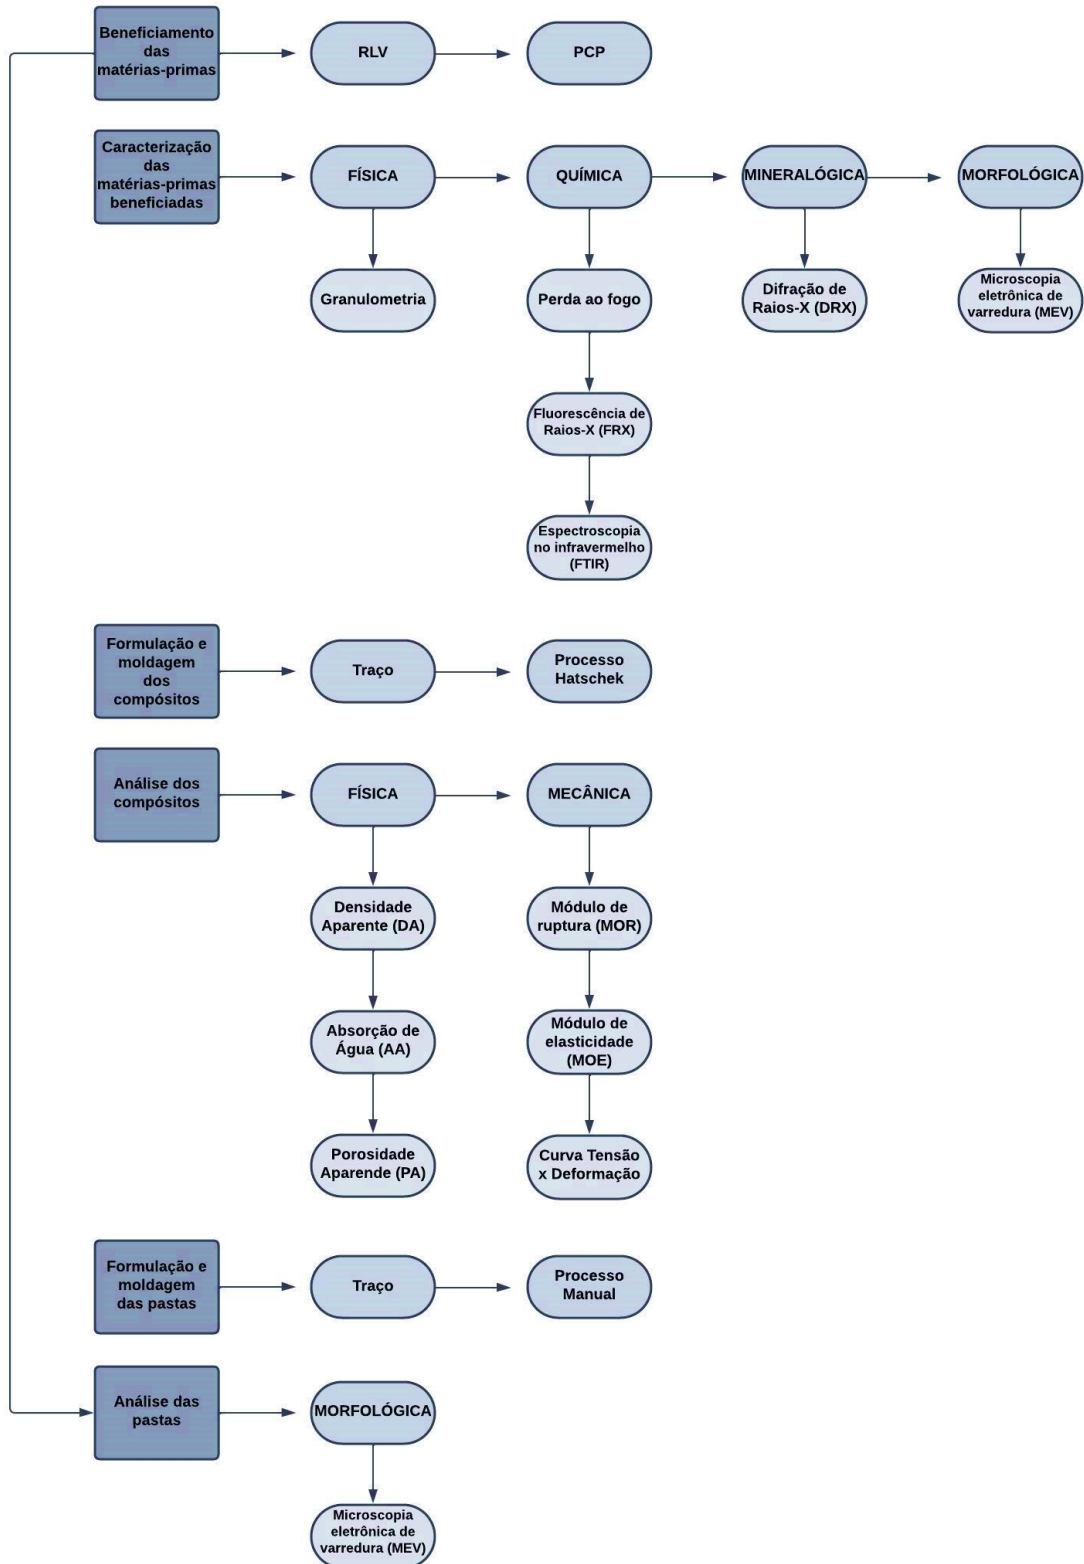 Beneficiamento
das
matérias-primas
RLV
PCP
Caracterização
das
matérias-primas
beneficiadas
FÍSICA
QUÍMICA
MINERALÓGICA
MORFOLÓGICA
Granulometria
Perda ao fogo
Difração de
Raios-X (DRX)
Microscopia
eletrônica de
varredura (MEV)
Fluorescência de
Raios-X (FRX)
Espectroscopia
no infravermelho
(FTIR)
Formulação e
moldagem
dos
compósitos
Traço
Processo
Hatschek
Análise dos
compósitos
FÍSICA
MECÂNICA
Densidade
Aparente (DA)
Módulo de
ruptura (MOR)
Absorção de
Água (AA)
Módulo de
elasticidade
(MOE)
Porosidade
Aparende (PA)
Curva Tensão
x Deformação
Formulação e
moldagem
das pastas
Traço
Processo
Manual
Análise das
pastas
MORFOLÓGICA
Microscopia
eletrônica de
varredura (MEV)